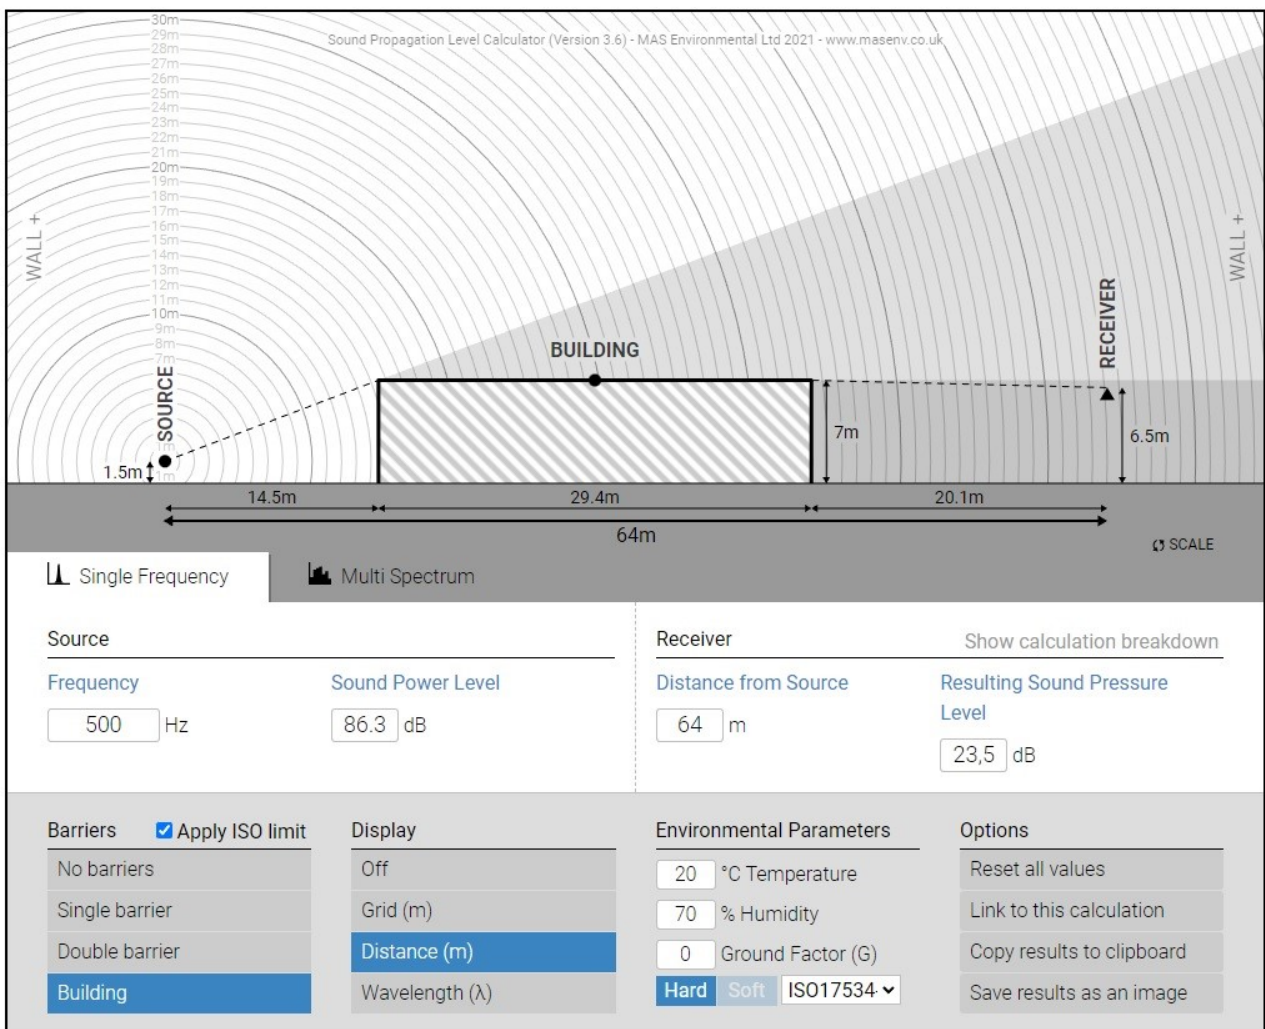 30m
29m
28m
27m
26m
25m
24m
23m
22m
21m
20m
19m
18m
17m
16m
15m
14m
13m
12m
11m
10m
9m
8m
7m
Sound Propagation Level Calculator (Version 3.6) - MAS Environmental Ltd 2021 - www.masenv.co.uk
WALL +
WALL +
SOURCE
BUILDING
RECEIVER
1m
1m
1.5m
7m
6.5m
14.5m
29.4m
20.1m
64m
SCALE
Single Frequency
Multi Spectrum
Source
Receiver
Show calculation breakdown
Frequency
Sound Power Level
Distance from Source
Resulting Sound Pressure
Level
500 Hz
86.3 dB
64 m
23,5 dB
Barriers
Apply ISO limit
Display
Environmental Parameters
Options
No barriers
Off
20 °C Temperature
Reset all values
Single barrier
Grid (m)
70 % Humidity
Link to this calculation
Double barrier
Distance (m)
0 Ground Factor (G)
Copy results to clipboard
Building
Wavelength (λ)
Hard Soft ISO17534-
Save results as an image